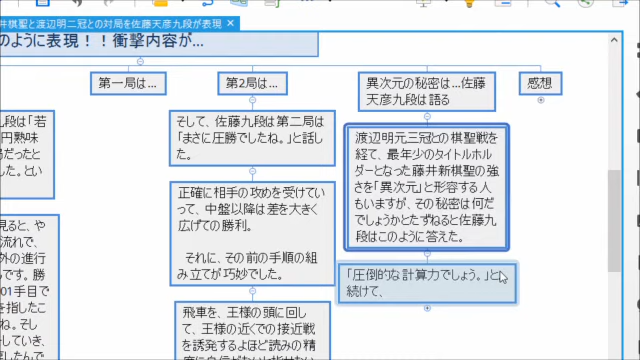 井棋聖と渡辺明二冠との対局を佐藤天彦九段が表現
のように表現！！衝撃内容が...
第一局は...
第2局は...
異次元の秘密は...佐藤
天彦九段は語る
感想
九段は「若
円熟味
だったと
した。とい
見ると、や
流れで、
外の進行
です。勝
01手目で
を指したこ
ね。そし
していき、
そして、佐藤九段は第二局は
「まさに圧勝でしたね。」と話し
た。
正確に相手の攻めを受けてい
って、中盤以降は差を大きく
広げての勝利。
それに、その前の手順の組
み立てが巧妙でした。
飛車を、王様の頭に回し
て、王様の近くでの接近戦
を誘発するよほど読みの精
渡辺明元三冠との棋聖戦を
経て、最年少のタイトルホル
ダーとなった藤井新棋聖の強
さを「異次元」と形容する人
もいますが、その秘密は何だ
でしょうかとたずねると佐藤九
段はこのように答えた。
「圧倒的な計算力でしょう。」と
続けて、